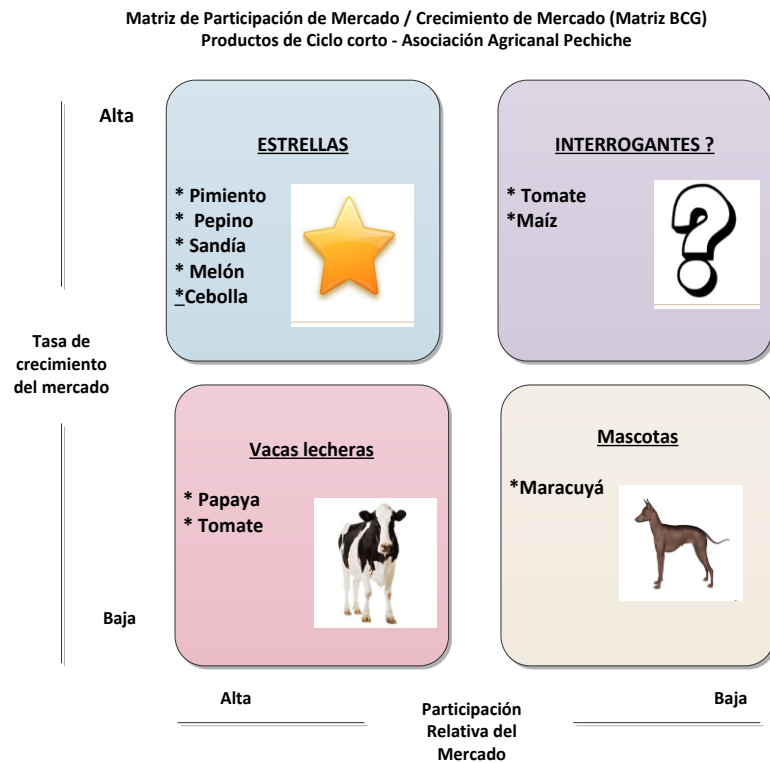 Matriz de Participación de Mercado / Crecimiento de Mercado (Matriz BCG)
Productos de Ciclo corto - Asociación Agricanal Pechiche
Alta
ESTRELLAS
* Pimiento
* Pepino
* Sandía
* Melón
*Cebolla
INTERROGANTES ?
* Tomate
*Maíz
?
Tasa de
crecimiento
del mercado
Vacas lecheras
* Papaya
* Tomate
Mascotas
*Maracuyá
Baja
Alta
Participación
Relativa del
Mercado
Baja